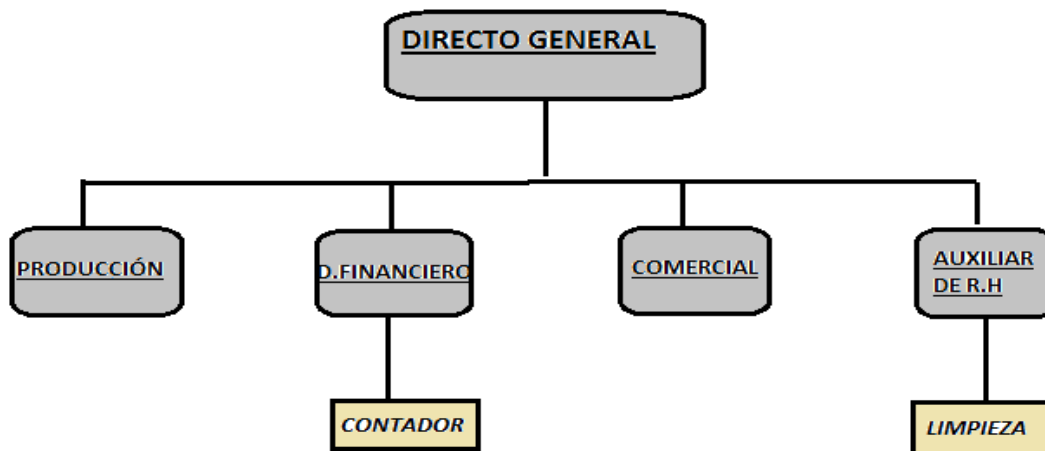 DIRECTO GENERAL
PRODUCCIÓN
D.FINANCIERO
COMERCIAL
AUXILIAR
DE R.H
CONTADOR
LIMPIEZA